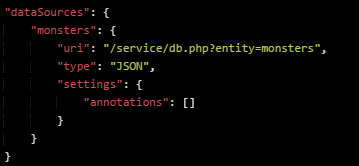 "dataSources": {
"monsters": {
"uri": "/service/db.php?entity=monsters",
"type": "JSON",
"settings": {
"annotations": []
}
}
}